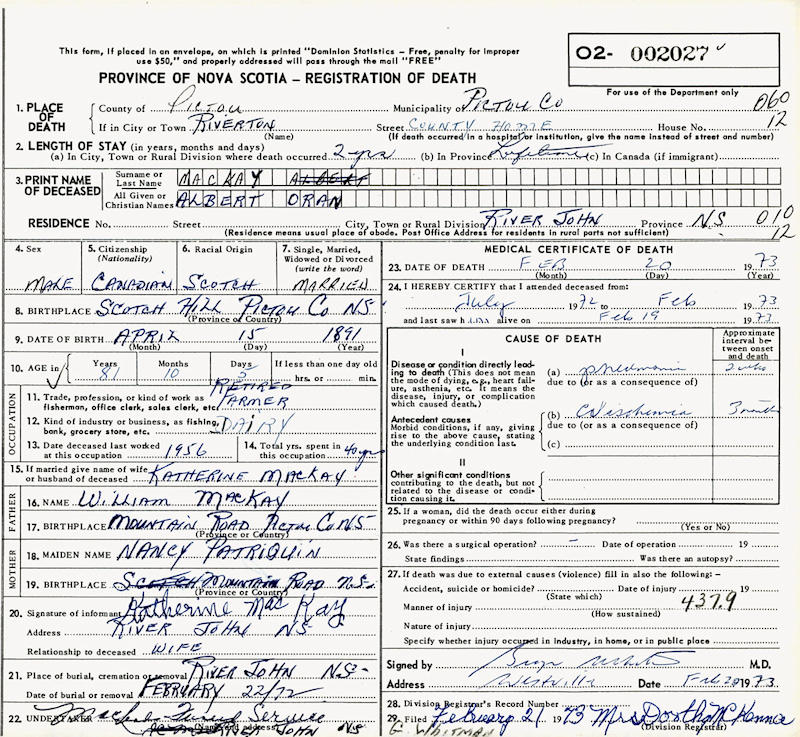 This form, if placed in an envelope, on which is printed "Dominion Statistics – Free, penalty for improper
use $50," and properly addressed will pass through the mail "FREE"
PROVINCE OF NOVA SCOTIA – REGISTRATION OF DEATH
O2- 002027
For use of the Department only
1. PLACE OF DEATH
County of Pictou Municipality of Pictou Co 060
If in City or Town Riverton Street County Home House No. 12
(Name) (If death occurred in a hospital or institution, give the name instead of street and number)
2. LENGTH OF STAY (in years, months and days)
(a) In City, Town or Rural Division where death occurred 2 yrs (b) In Province Lifetime (c) In Canada (if immigrant)
3. PRINT NAME OF DECEASED
Surname or Last Name MACKAY ALBERT
All Given or Christian Names ALBERT ORAN
RESIDENCE No. Street City, Town or Rural Division River John Province N.S 010
(Residence means usual place of abode. Post Office Address for residents in rural parts not sufficient) 12
4. Sex MALE
5. Citizenship (Nationality) CANADIAN
6. Racial Origin SCOTCH
7. Single, Married, Widowed or Divorced (write the word) MARRIED
8. BIRTHPLACE SCOTCH HILL PICTOU CO NS
(Province or Country)
9. DATE OF BIRTH APRIL 15 1891
(Month) (Day) (Year)
10. AGE in Years 81 Months 10 Days 5 If less than one day old hrs. or min.
OCCUPATION
11. Trade, profession, or kind of work as fisherman, office clerk, sales clerk, etc. RETIRED FARMER
12. Kind of industry or business, as fishing, bank, grocery store, etc. DAIRY
13. Date deceased last worked at this occupation 1956
14. Total yrs. spent in this occupation 40 yrs
15. If married give name of wife or husband of deceased KATHERINE MACKAY
FATHER
16. NAME WILLIAM MACKAY
17. BIRTHPLACE MOUNTAIN ROAD PICTOU CO NS
(Province or Country)
MOTHER
18. MAIDEN NAME NANCY PATRIQUIN
19. BIRTHPLACE SCOTCH MOUNTAIN ROAD N.S.
(Province or Country)
20. Signature of informant Katherine Mac Kay
Address RIVER JOHN NS
Relationship to deceased WIFE
21. Place of burial, cremation or removal RIVER JOHN NS
Date of burial or removal FEBRUARY 22/72
22. UNDERTAKER Service
(Name and address) JOHN NS
MEDICAL CERTIFICATE OF DEATH
23. DATE OF DEATH FEB 20 1973
(Month) (Day) (Year)
24. I HEREBY CERTIFY that I attended deceased from:
July 1972 to Feb 1973
and last saw him alive on Feb 19 1973
CAUSE OF DEATH
Approximate interval between onset and death
I
Disease or condition directly leading to death (This does not mean the mode of dying, e.g., heart failure, asthenia, etc. It means the disease, injury, or complication which caused death.)
(a) pneumonia 2 wks
due to (or as a consequence of)
Antecedent causes
Morbid conditions, if any, giving rise to the above cause, stating the underlying condition last.
(b) ischemia 3
due to (or as a consequence of)
(c)
II
Other significant conditions
contributing to the death, but not related to the disease or condition causing it.
25. If a woman, did the death occur either during pregnancy or within 90 days following pregnancy?
(Yes or No)
26. Was there a surgical operation? – Date of operation 19
State findings Was there an autopsy?
27. If death was due to external causes (violence) fill in also the following: –
Accident, suicide or homicide? Date of injury 19
(State which) 437.9
Manner of injury
(How sustained)
Nature of injury
Specify whether injury occurred in industry, in home, or in public place
Signed by M.D.
Address Westville Date Feb 20 1973.
28. Division Registrar's Record Number
29. Filed February 21 1973 Mrs Dorothy McKenna
G. WHITMAN (Division Registrar)